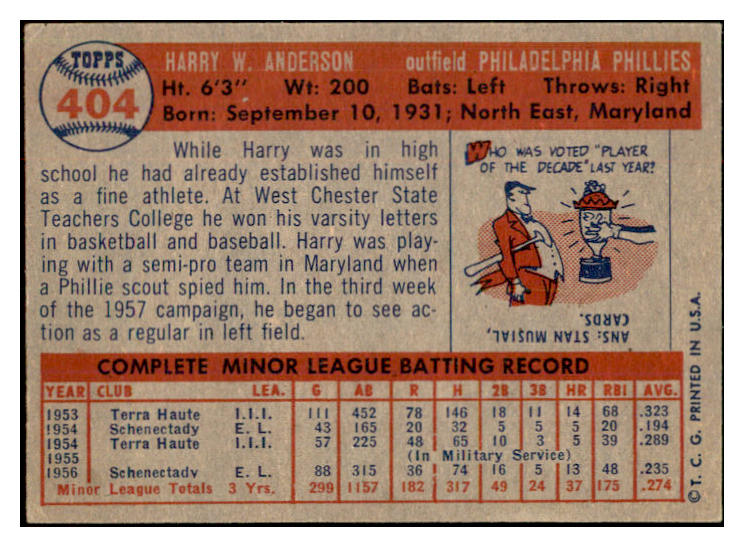 TOPPS
404
HARRY W. ANDERSON outfield PHILADELPHIA PHILLIES
Ht. 6'3" Wt: 200 Bats: Left Throws: Right
Born: September 10, 1931; North East, Maryland
While Harry was in high
school he had already established himself
as a fine athlete. At West Chester State
Teachers College he won his varsity letters
in basketball and baseball. Harry was play-
ing with a semi-pro team in Maryland when
a Phillie scout spied him. In the third week
of the 1957 campaign, he began to see ac-
tion as a regular in left field.
WHO WAS VOTED "PLAYER
OF THE DECADE" LAST YEAR?
ANS: STAN MUSIAL,
CARDS.
COMPLETE MINOR LEAGUE BATTING RECORD
YEAR CLUB LEA. G AB R H 2B 3B HR RBI AVG.
1953 Terra Haute I.I.I. 111 452 78 146 18 11 14 68 .323
1954 Schenectady E. L. 43 165 20 32 5 5 5 20 .194
1954 Terra Haute I.I.I. 57 225 48 65 10 3 5 39 .289
1955 (In Military Service)
1956 Schenectady E. L. 88 315 36 74 16 5 13 48 .235
Minor League Totals 3 Yrs. 299 1157 182 317 49 24 37 175 .274
© T. C. G. PRINTED IN U.S.A.